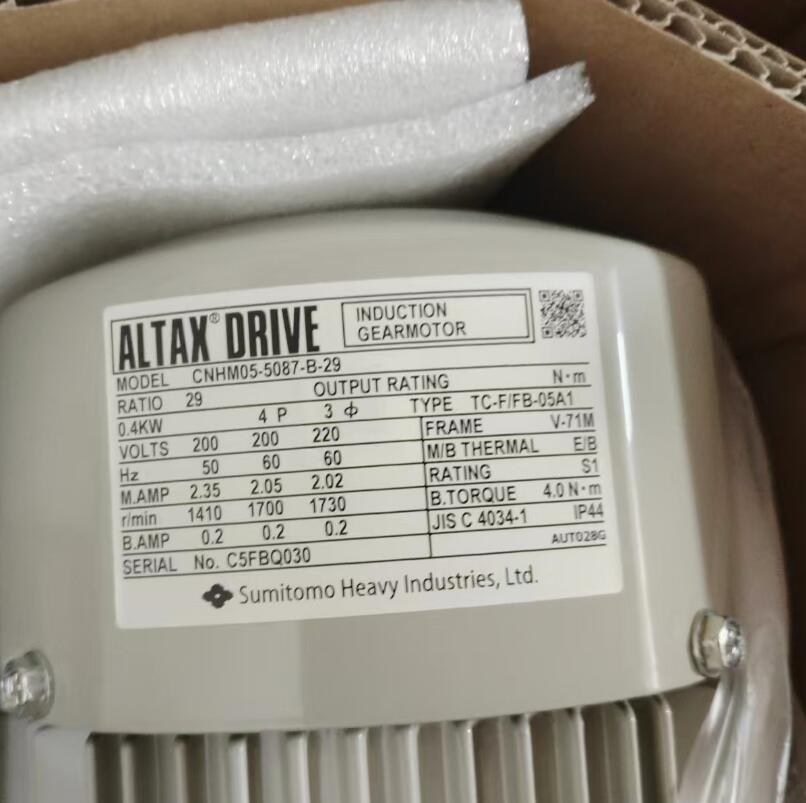 ALTAX® DRIVE
INDUCTION
GEARMOTOR
MODEL CNHM05-5087-B-29
RATIO 29 OUTPUT RATING N·m
0.4KW 4 P 3 ϕ TYPE TC-F/FB-05A1
VOLTS 200 200 220 FRAME V-71M
Hz 50 60 60 M/B THERMAL E/B
M.AMP 2.35 2.05 2.02 RATING S1
r/min 1410 1700 1730 B.TORQUE 4.0 N·m
B.AMP 0.2 0.2 0.2 JIS C 4034-1 IP44
SERIAL No. C5FBQ030 AUT028G
Sumitomo Heavy Industries, Ltd.